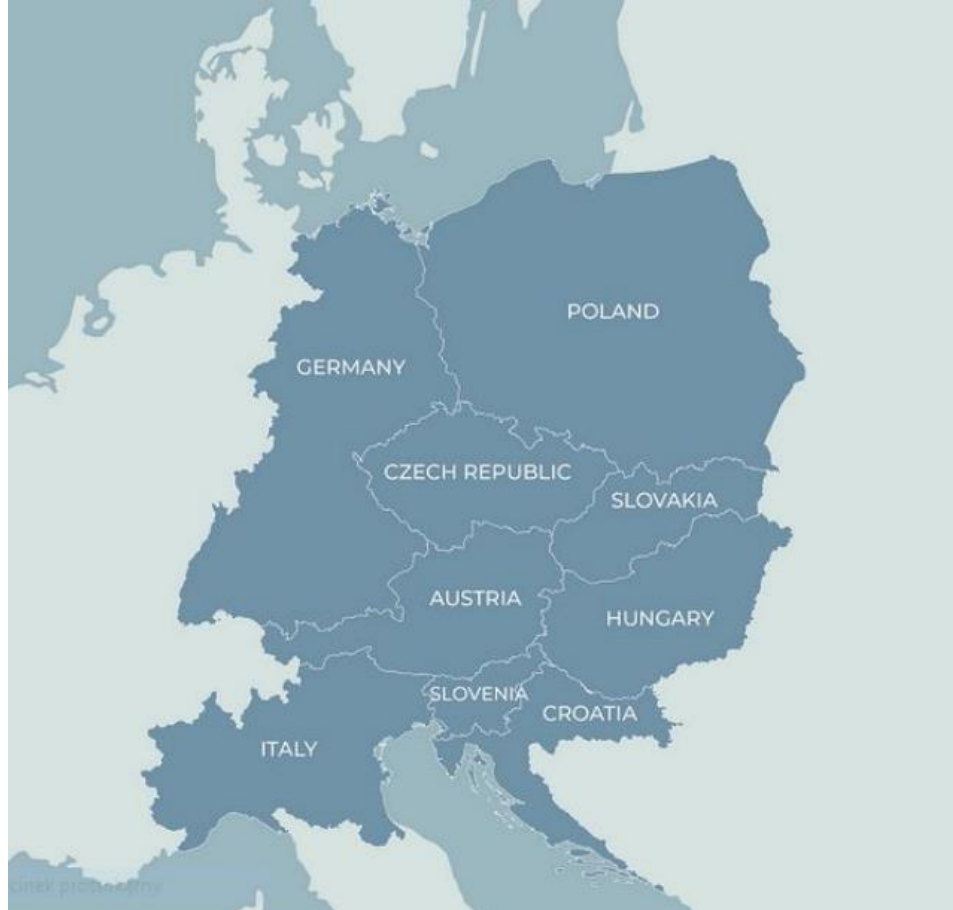 POLAND
GERMANY
CZECH REPUBLIC
SLOVAKIA
AUSTRIA
HUNGARY
SLOVENIA
CROATIA
ITALY